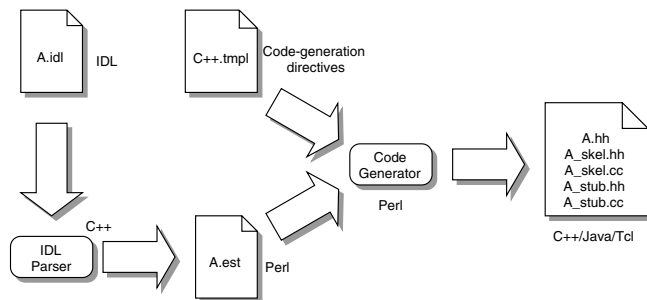 A.idl
IDL
C++.tmpl
Code-generation
directives
Code
Generator
Perl
A.hh
A_skel.hh
A_skel.cc
A_stub.hh
A_stub.cc
C++/Java/Tcl
IDL
Parser
C++
A.est
Perl